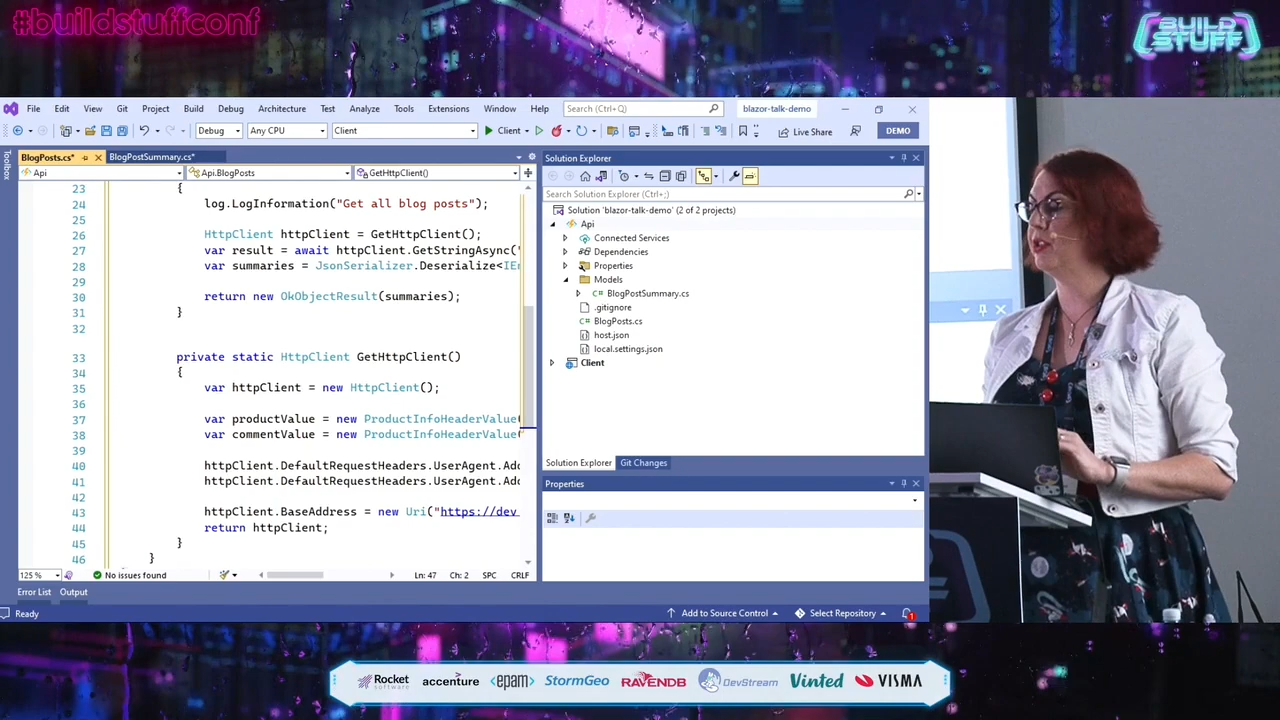 #buildstuffconf
BUILD
STUFF
File Edit View Git Project Build Debug Architecture Test Analyze Tools Extensions Window Help Search (Ctrl+Q) blazor-talk-demo
Debug Any CPU Client Client Live Share DEMO
Toolbox
BlogPosts.cs* BlogPostSummary.cs*
Api Api.BlogPosts GetHttpClient()
23 {
24 log.LogInformation("Get all blog posts");
25
26 HttpClient httpClient = GetHttpClient();
27 var result = await httpClient.GetStringAsync("
28 var summaries = JsonSerializer.Deserialize<IEn
29
30 return new OkObjectResult(summaries);
31 }
32
33 private static HttpClient GetHttpClient()
34 {
35 var httpClient = new HttpClient();
36
37 var productValue = new ProductInfoHeaderValue(
38 var commentValue = new ProductInfoHeaderValue(
39
40 httpClient.DefaultRequestHeaders.UserAgent.Add
41 httpClient.DefaultRequestHeaders.UserAgent.Add
42
43 httpClient.BaseAddress = new Uri("https://dev
44 return httpClient;
45 }
46 }
125 % No issues found Ln: 47 Ch: 2 SPC CRLF
Solution Explorer
Search Solution Explorer (Ctrl+;)
Solution 'blazor-talk-demo' (2 of 2 projects)
Api
Connected Services
Dependencies
Properties
Models
BlogPostSummary.cs
.gitignore
BlogPosts.cs
host.json
local.settings.json
Client
Solution Explorer Git Changes
Properties
Error List Output
Ready Add to Source Control Select Repository 1
Rocket software accenture <epam> StormGeo RAVENDB DevStream Vinted VISMA